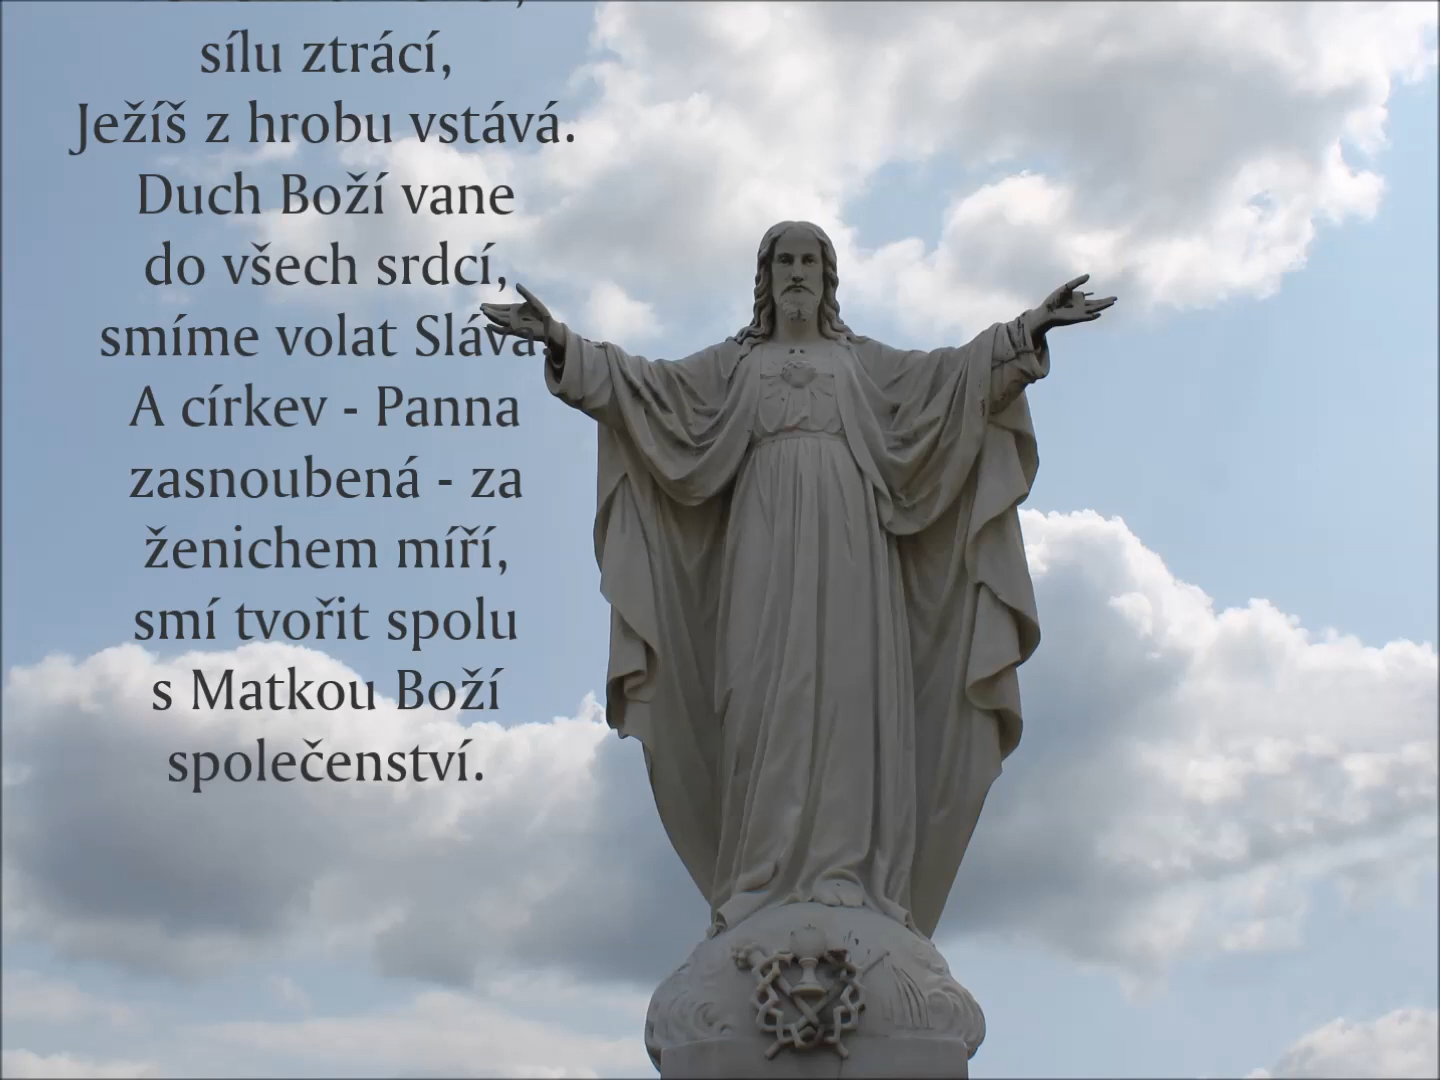 sílu ztrácí,
Ježíš z hrobu vstává.
Duch Boží vane
do všech srdcí,
smíme volat Sláva!
A církev - Panna
zasnoubená - za
ženichem míří,
smí tvořit spolu
s Matkou Boží
společenství.